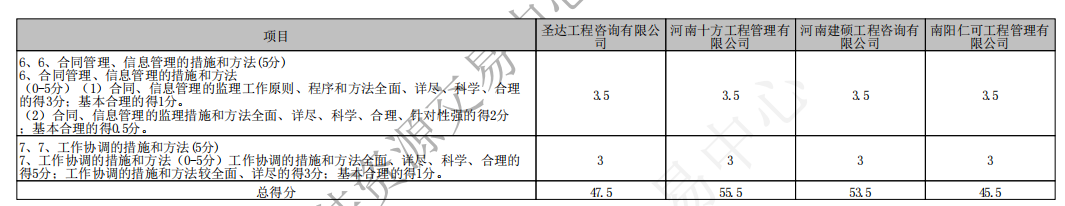 项目
圣达工程咨询有限公
司
河南十方工程管理有
限公司
河南建硕工程咨询有
限公司
南阳仁可工程管理有
限公司
6、6、合同管理、信息管理的措施和方法(5分)
6、合同管理、信息管理的措施和方法
（0-5分）（1）合同、信息管理的监理工作原则、程序和方法全面、详尽、科学、合理
的得3分；基本合理的得1分。
（2）合同、信息管理的监理措施和方法全面、详尽、科学、合理、针对性强的得2分
；基本合理的得0.5分。
3.5
3.5
3.5
3.5
7、7、工作协调的措施和方法(5分)
7、工作协调的措施和方法（0-5分）工作协调的措施和方法全面、详尽、科学、合理的
得5分；工作协调的措施和方法较全面、详尽的得3分；基本合理的得1分。
3
3
3
3
总得分
47.5
55.5
53.5
45.5
资源交易中心
易中心